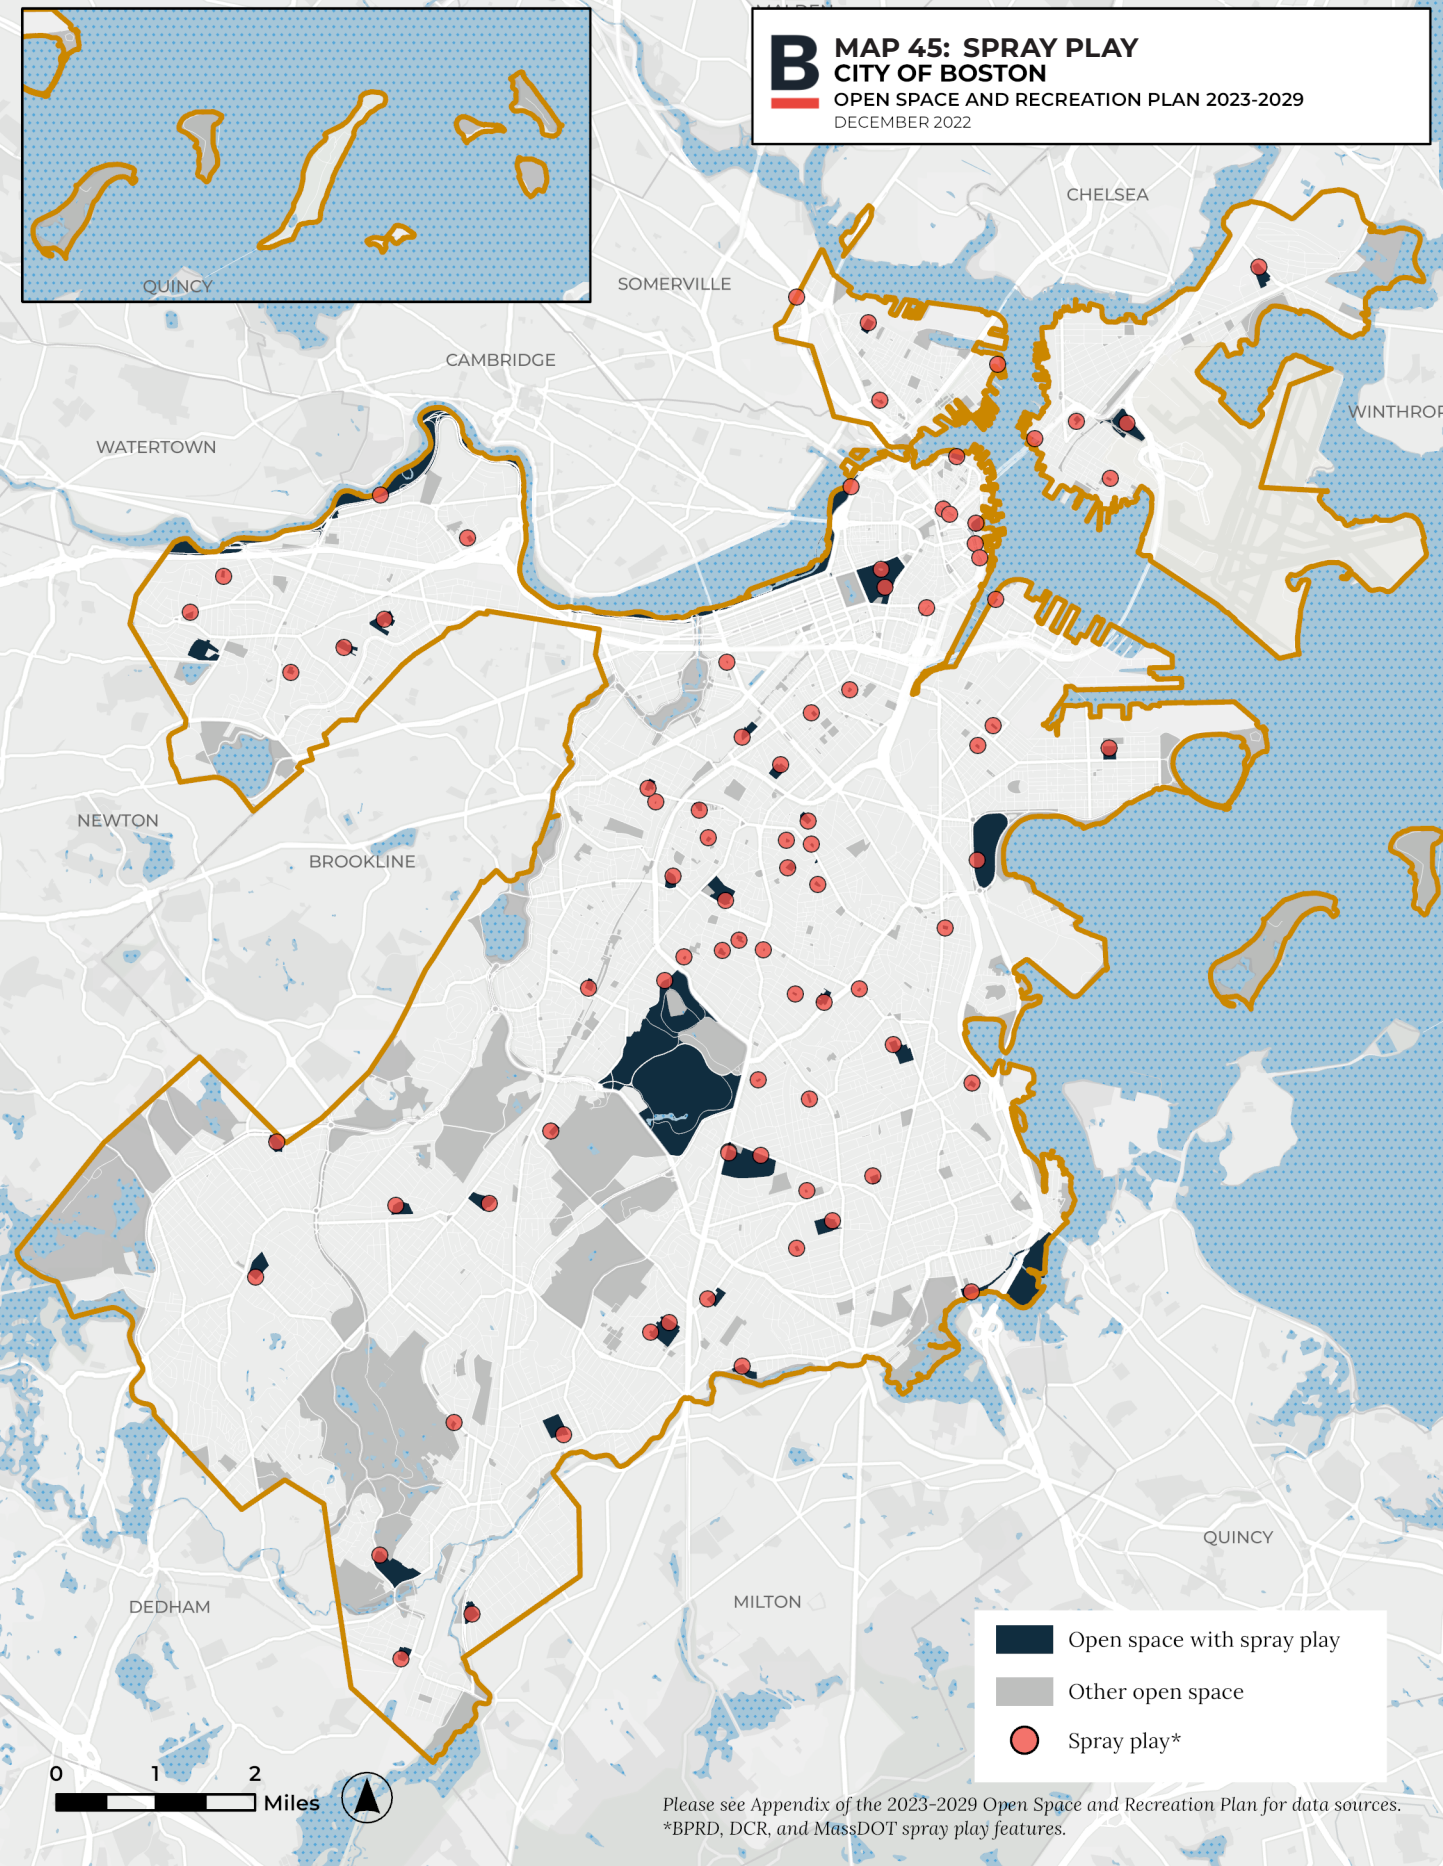 B
MAP 45: SPRAY PLAY
CITY OF BOSTON
OPEN SPACE AND RECREATION PLAN 2023-2029
DECEMBER 2022
CHELSEA
QUINCY
SOMERVILLE
CAMBRIDGE
WINTHROP
WATERTOWN
NEWTON
BROOKLINE
QUINCY
DEDHAM
MILTON
Open space with spray play
Other open space
Spray play*
0 1 2
Miles
Please see Appendix of the 2023-2029 Open Space and Recreation Plan for data sources.
*BPRD, DCR, and MassDOT spray play features.